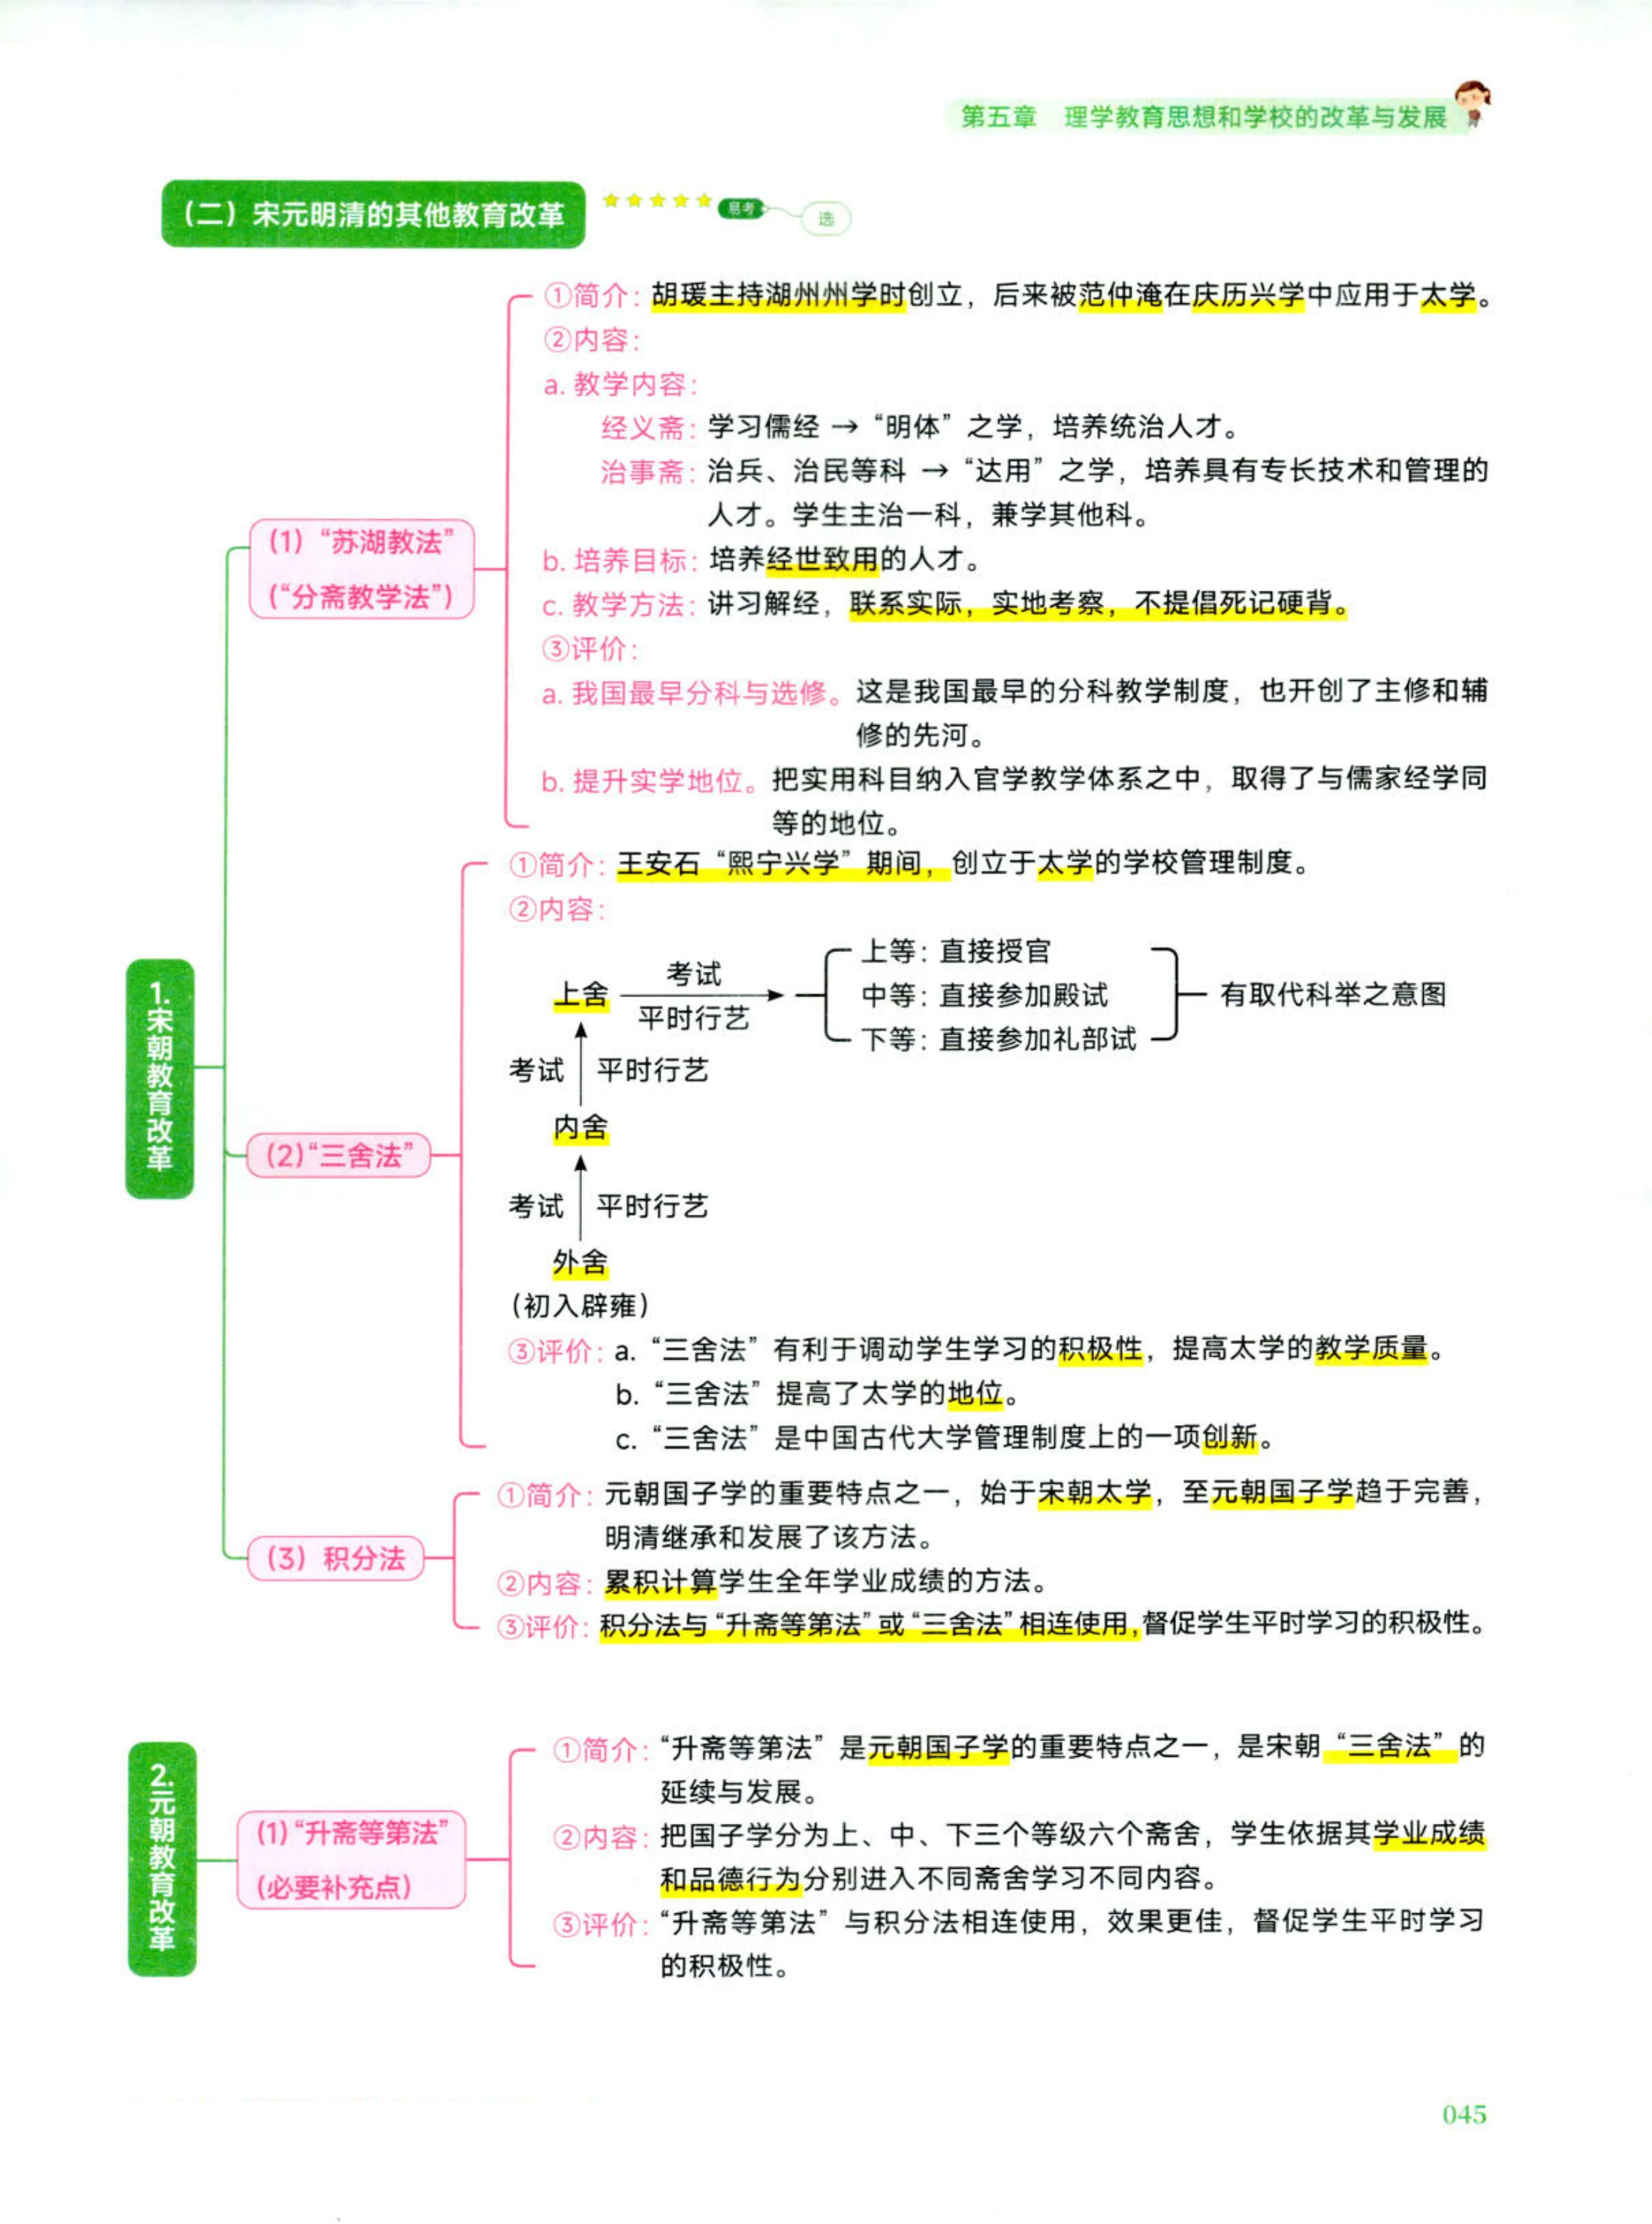 第五章 理学教育思想和学校的改革与发展
（二）宋元明清的其他教育改革
易考
选
1.宋朝教育改革
（1）“苏湖教法”
（“分斋教学法”）
①简介：胡瑗主持湖州州学时创立，后来被范仲淹在庆历兴学中应用于太学。
②内容：
a. 教学内容：
经义斋：学习儒经 → “明体”之学，培养统治人才。
治事斋：治兵、治民等科 → “达用”之学，培养具有专长技术和管理的
人才。学生主治一科，兼学其他科。
b. 培养目标：培养经世致用的人才。
c. 教学方法：讲习解经，联系实际，实地考察，不提倡死记硬背。
③评价：
a. 我国最早分科与选修。这是我国最早的分科教学制度，也开创了主修和辅
修的先河。
b. 提升实学地位。把实用科目纳入官学教学体系之中，取得了与儒家经学同
等的地位。
（2）“三舍法”
①简介：王安石“熙宁兴学”期间，创立于太学的学校管理制度。
②内容：
上舍
考试
平时行艺
上等：直接授官
中等：直接参加殿试
下等：直接参加礼部试
有取代科举之意图
考试 平时行艺
内舍
考试 平时行艺
外舍
（初入辟雍）
③评价：a. “三舍法”有利于调动学生学习的积极性，提高太学的教学质量。
b. “三舍法”提高了太学的地位。
c. “三舍法”是中国古代大学管理制度上的一项创新。
（3）积分法
①简介：元朝国子学的重要特点之一，始于宋朝太学，至元朝国子学趋于完善，
明清继承和发展了该方法。
②内容：累积计算学生全年学业成绩的方法。
③评价：积分法与“升斋等第法”或“三舍法”相连使用，督促学生平时学习的积极性。
2.元朝教育改革
（1）“升斋等第法”
（必要补充点）
①简介：“升斋等第法”是元朝国子学的重要特点之一，是宋朝“三舍法”的
延续与发展。
②内容：把国子学分为上、中、下三个等级六个斋舍，学生依据其学业成绩
和品德行为分别进入不同斋舍学习不同内容。
③评价：“升斋等第法”与积分法相连使用，效果更佳，督促学生平时学习
的积极性。
045